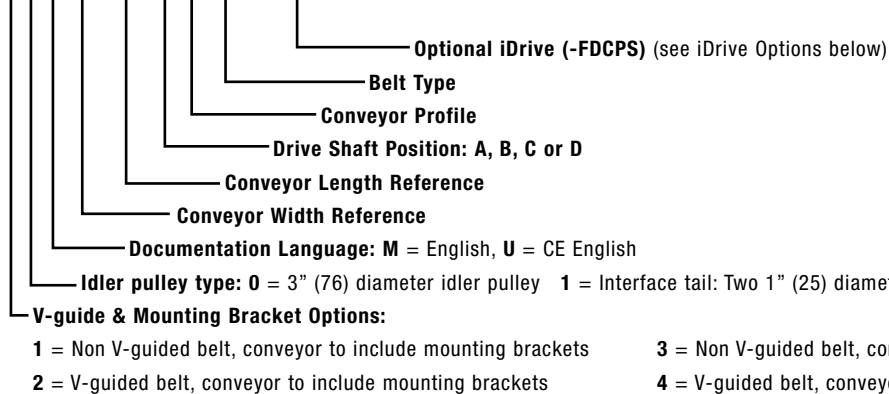 Optional iDrive (-FDCPS) (see iDrive Options below)
Belt Type
Conveyor Profile
Drive Shaft Position: A, B, C or D
Conveyor Length Reference
Conveyor Width Reference
Documentation Language: M = English, U = CE English
Idler pulley type: 0 = 3” (76) diameter idler pulley 1 = Interface tail: Two 1” (25) diame
V-guide & Mounting Bracket Options:
1 = Non V-guided belt, conveyor to include mounting brackets 3 = Non V-guided belt, co
2 = V-guided belt, conveyor to include mounting brackets 4 = V-guided belt, convey